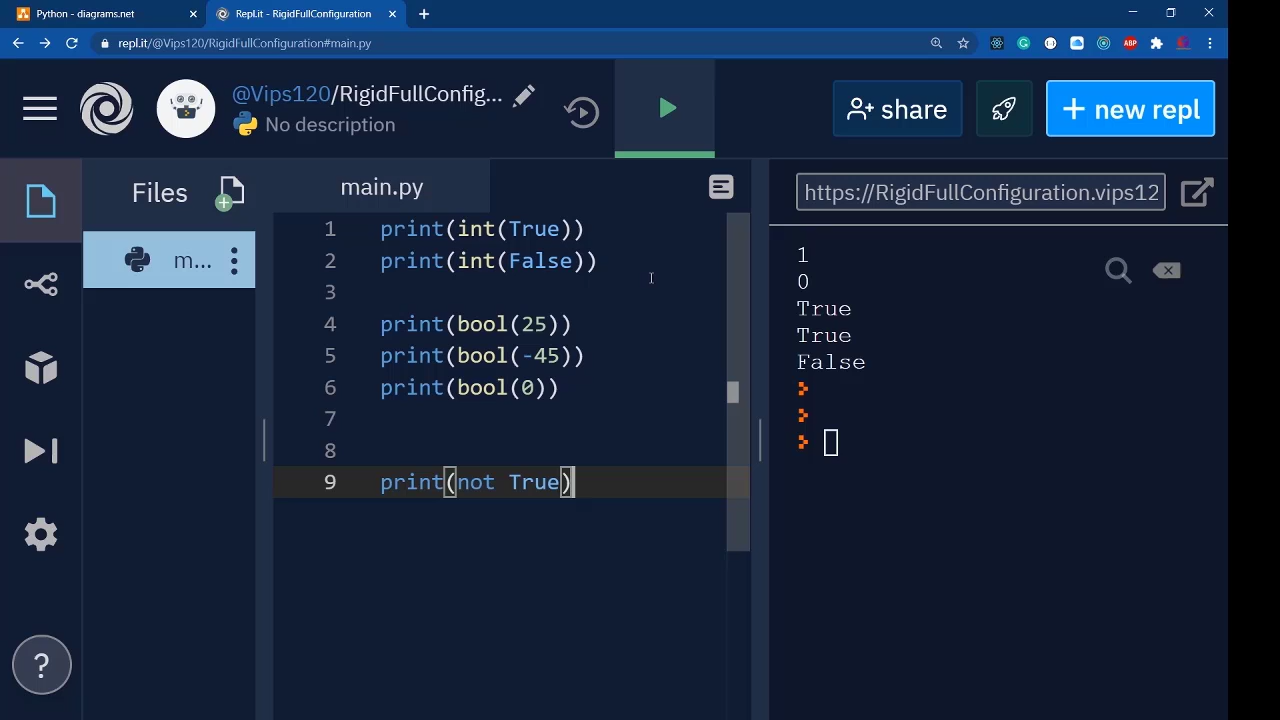 Python - diagrams.net
Repl.it - RigidFullConfiguration
repl.it/@Vips120/RigidFullConfiguration#main.py
ABP
@Vips120/RigidFullConfig...
No description
share
new repl
Files
main.py
m...
https://RigidFullConfiguration.vips12
1 print(int(True))
2 print(int(False))
3
4 print(bool(25))
5 print(bool(-45))
6 print(bool(0))
7
8
9 print(not True)
1
0
True
True
False
?